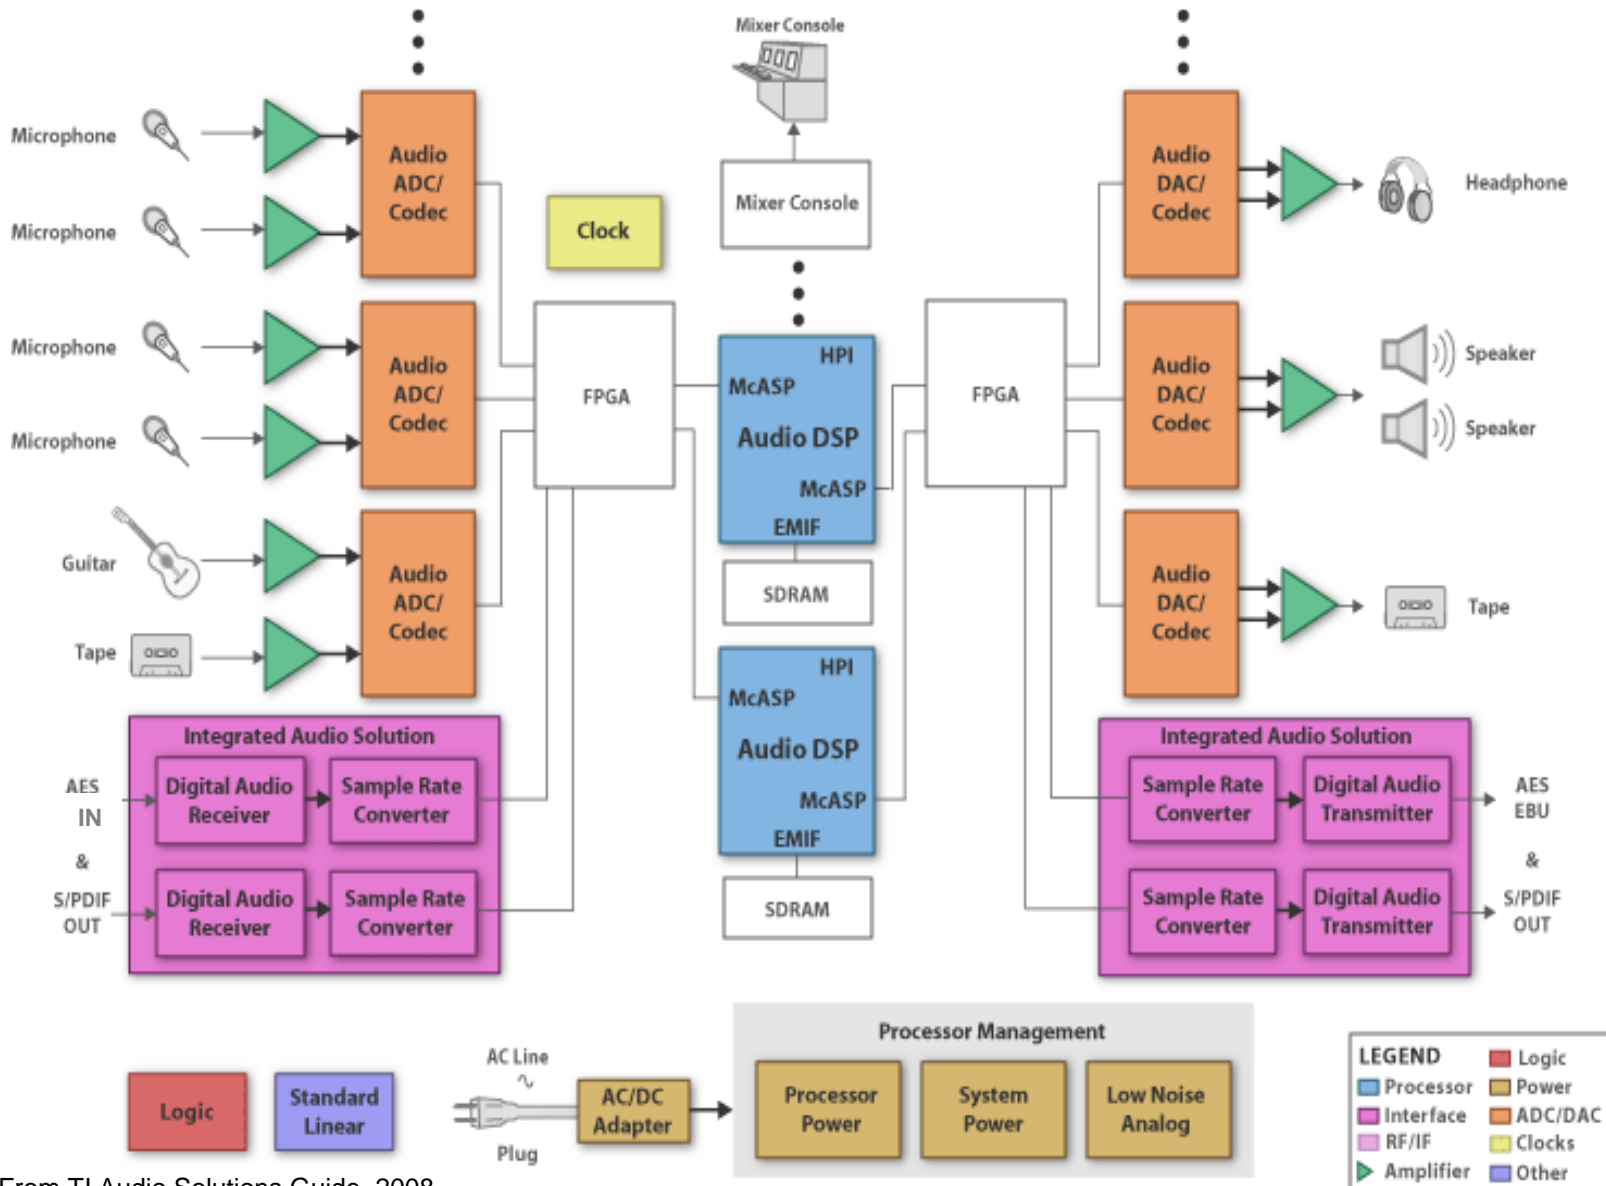 Mixer Console
Mixer Console
Microphone
Microphone
Microphone
Microphone
Guitar
Tape
Audio
ADC/
Codec
Audio
ADC/
Codec
Audio
ADC/
Codec
Clock
FPGA
HPI
McASP
Audio DSP
McASP
EMIF
SDRAM
HPI
McASP
Audio DSP
McASP
EMIF
SDRAM
FPGA
Audio
DAC/
Codec
Audio
DAC/
Codec
Audio
DAC/
Codec
Headphone
Speaker
Speaker
Tape
Integrated Audio Solution
AES
IN
&
S/PDIF
OUT
Digital Audio
Receiver
Sample Rate
Converter
Digital Audio
Receiver
Sample Rate
Converter
Integrated Audio Solution
Sample Rate
Converter
Digital Audio
Transmitter
Sample Rate
Converter
Digital Audio
Transmitter
AES
EBU
&
S/PDIF
OUT
Logic
Standard
Linear
AC Line
Plug
AC/DC
Adapter
Processor Management
Processor
Power
System
Power
Low Noise
Analog
LEGEND
Processor
Interface
RF/IF
Amplifier
Logic
Power
ADC/DAC
Clocks
Other
From TI Audio Solutions Guide, 2008